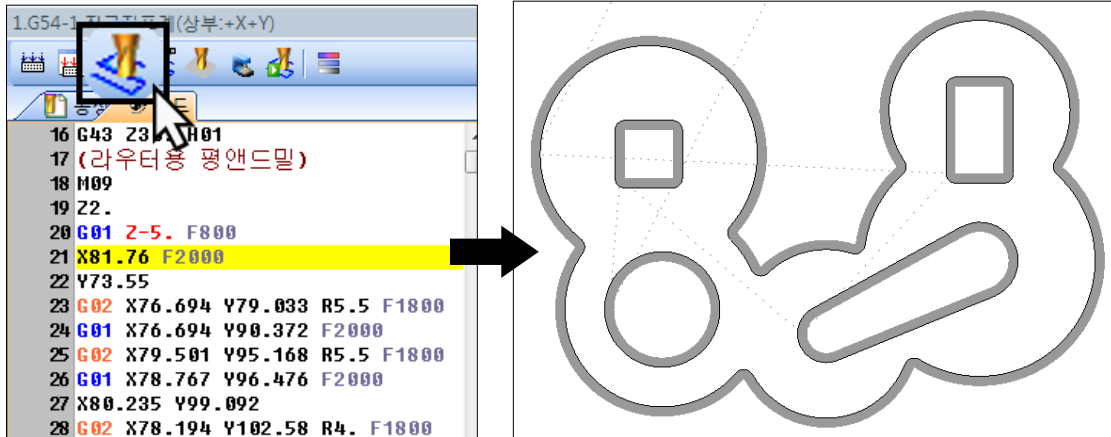 1.G54-1 (상부:+X+Y)
16 G43 H01
17 (라우터용 평앤드밀)
18 M09
19 Z2.
20 G01 Z-5. F800
21 X81.76 F2000
22 Y73.55
23 G02 X76.694 Y79.033 R5.5 F1800
24 G01 X76.694 Y90.372 F2000
25 G02 X79.501 Y95.168 R5.5 F1800
26 G01 X78.767 Y96.476 F2000
27 X80.235 Y99.092
28 G02 X78.194 Y102.58 R4. F1800